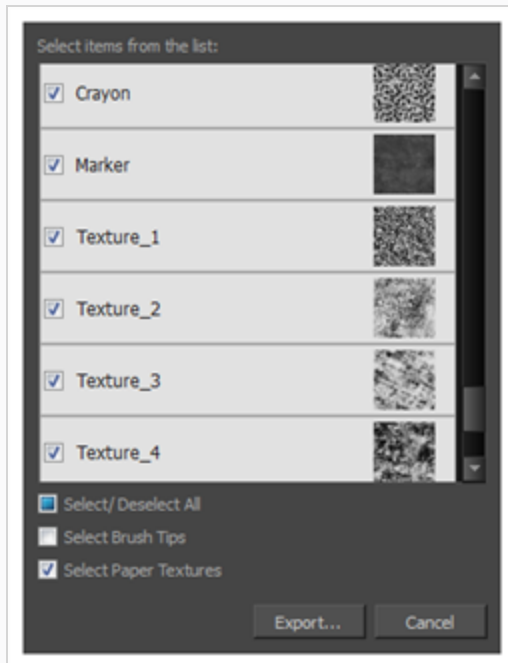 Select items from the list:
Crayon
Marker
Texture_1
Texture_2
Texture_3
Texture_4
Select/ Deselect All
Select Brush Tips
Select Paper Textures
Export... Cancel